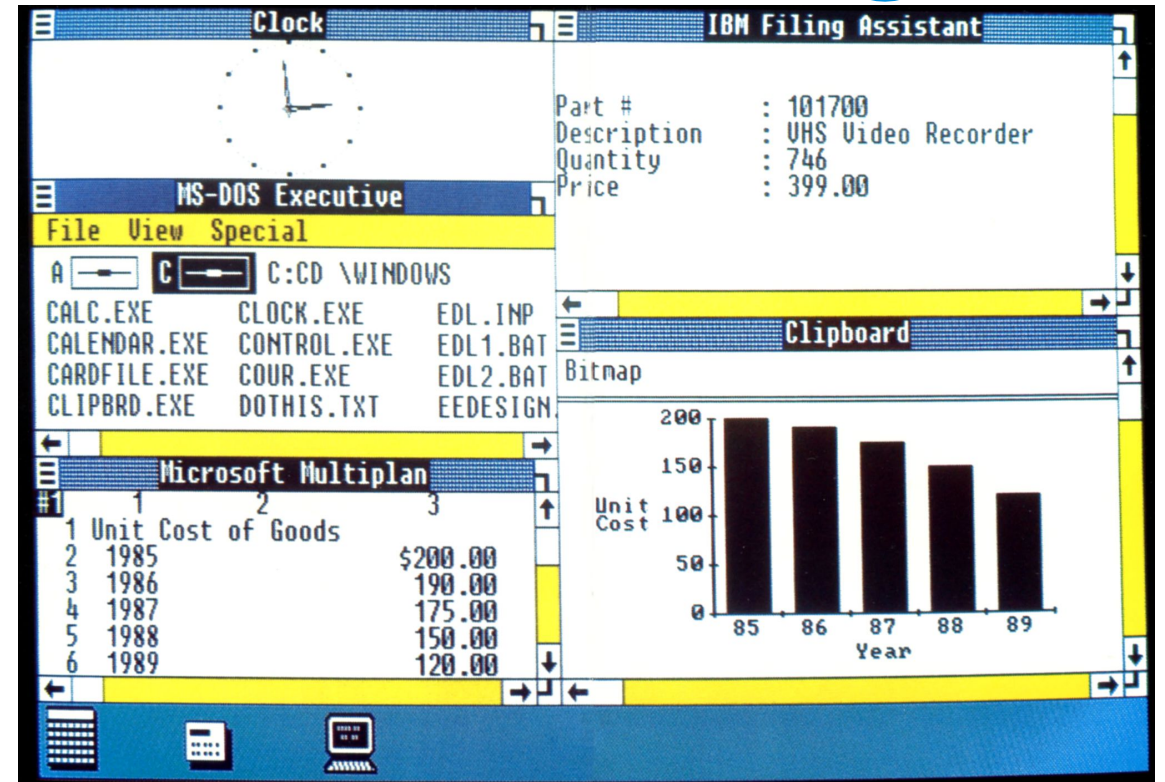 Clock
MS-DOS Executive
File View Special
A C C:CD \WINDOWS
CALC.EXE CLOCK.EXE EDL.INP
CALENDAR.EXE CONTROL.EXE EDL1.BAT
CARDFILE.EXE COUR.EXE EDL2.BAT
CLIPBRD.EXE DOTHIS.TXT EEDESIGN.
Microsoft Multiplan
#1 1 2 3
1 Unit Cost of Goods
2 1985 $200.00
3 1986 190.00
4 1987 175.00
5 1988 150.00
6 1989 120.00
IBM Filing Assistant
Part # : 101700
Description : VHS Video Recorder
Quantity : 746
Price : 399.00
Clipboard
Bitmap
200
150
Unit
Cost 100
50
0
85 86 87 88 89
Year